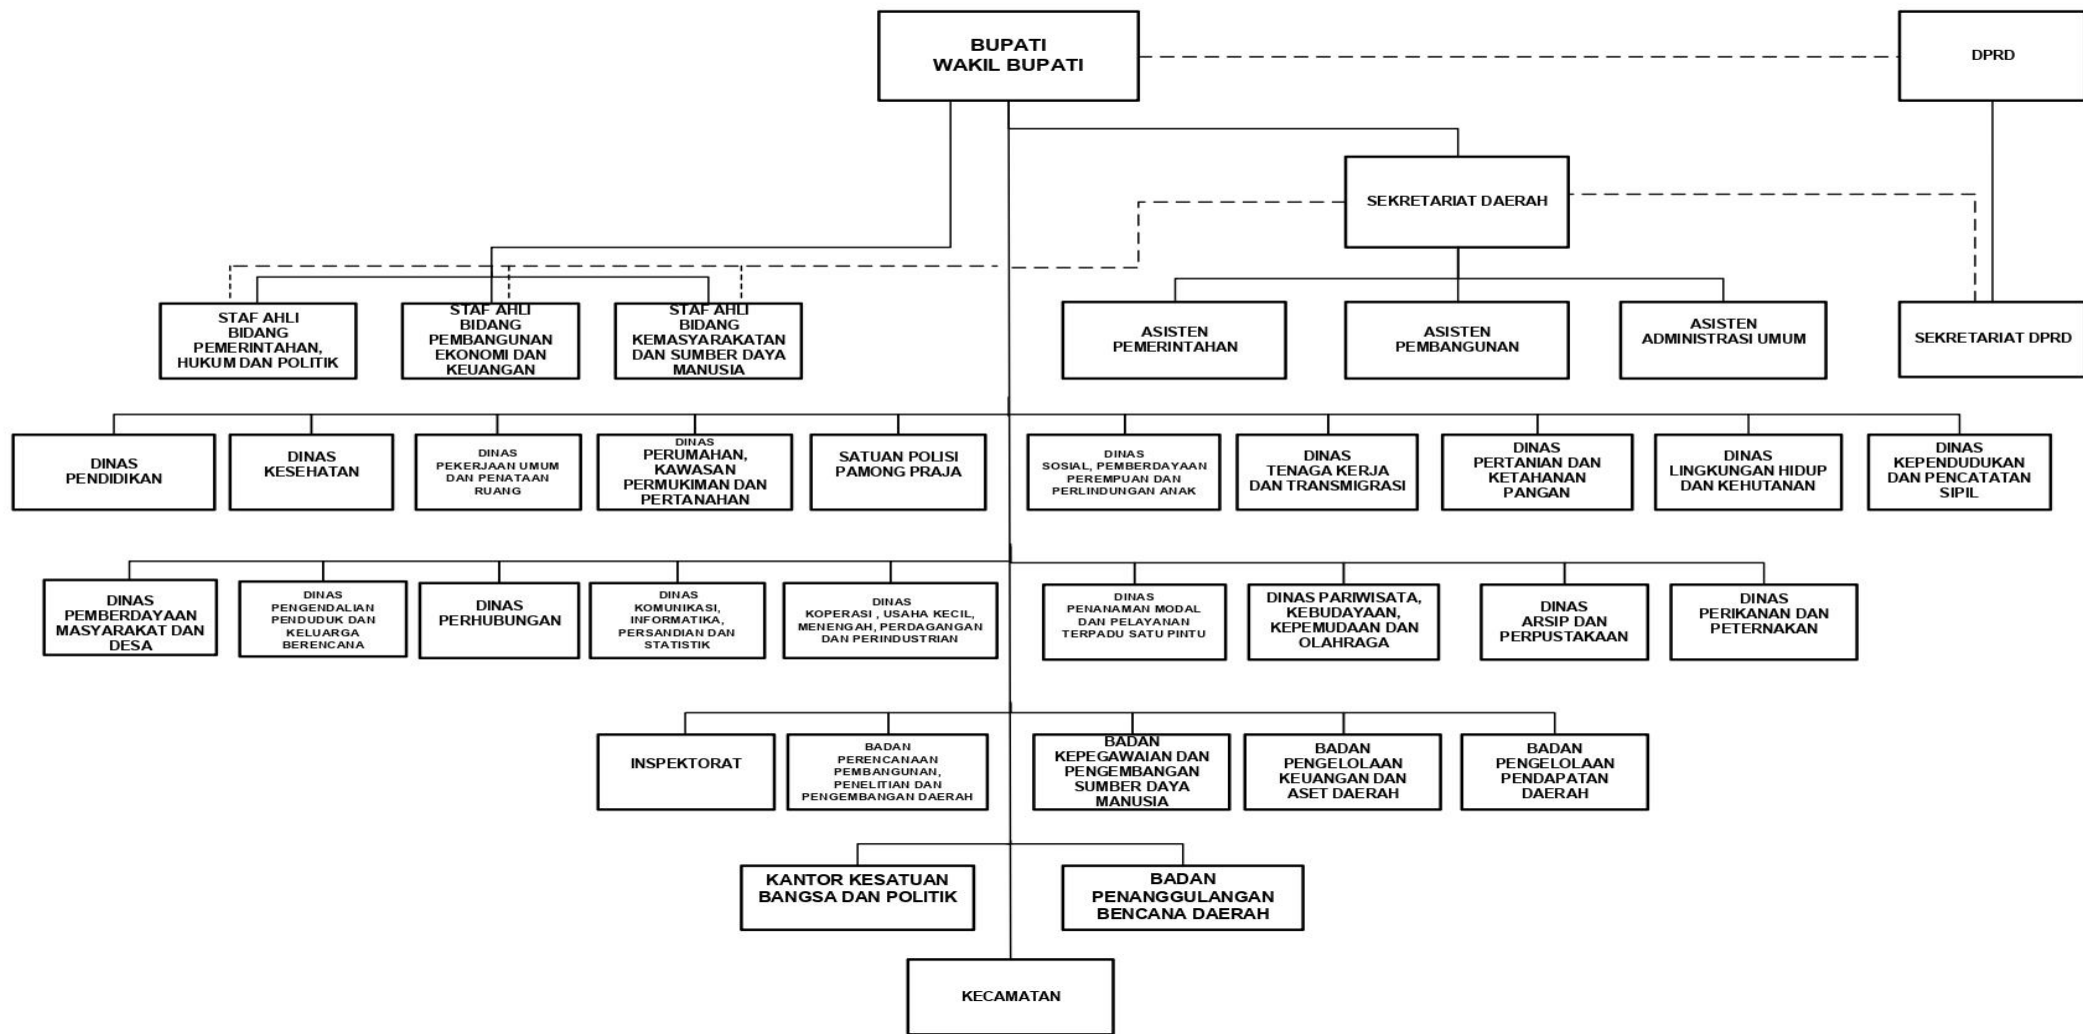 BUPATI
WAKIL BUPATI
DPRD
SEKRETARIAT DAERAH
STAF AHLI
BIDANG
PEMERINTAHAN,
HUKUM DAN POLITIK
STAF AHLI
BIDANG
PEMBANGUNAN
EKONOMI DAN
KEUANGAN
STAF AHLI
BIDANG
KEMASYARAKATAN
DAN SUMBER DAYA
MANUSIA
ASISTEN
PEMERINTAHAN
ASISTEN
PEMBANGUNAN
ASISTEN
ADMINISTRASI UMUM
SEKRETARIAT DPRD
DINAS
PENDIDIKAN
DINAS
KESEHATAN
DINAS
PEKERJAAN UMUM
DAN PENATAAN
RUANG
DINAS
PERUMAHAN,
KAWASAN
PERMUKIMAN DAN
PERTANAHAN
SATUAN POLISI
PAMONG PRAJA
DINAS
SOSIAL, PEMBERDAYAAN
PEREMPUAN DAN
PERLINDUNGAN ANAK
DINAS
TENAGA KERJA
DAN TRANSMIGRASI
DINAS
PERTANIAN DAN
KETAHANAN
PANGAN
DINAS
LINGKUNGAN HIDUP
DAN KEHUTANAN
DINAS
KEPENDUDUKAN
DAN PENCATATAN
SIPIL
DINAS
PEMBERDAYAAN
MASYARAKAT DAN
DESA
DINAS
PENGENDALIAN
PENDUDUK DAN
KELUARGA
BERENCANA
DINAS
PERHUBUNGAN
DINAS
KOMUNIKASI,
INFORMATIKA,
PERSANDIAN DAN
STATISTIK
DINAS
KOPERASI , USAHA KECIL,
MENENGAH, PERDAGANGAN
DAN PERINDUSTRIAN
DINAS
PENANAMAN MODAL
DAN PELAYANAN
TERPADU SATU PINTU
DINAS PARIWISATA,
KEBUDAYAAN,
KEPEMUDAAN DAN
OLAHRAGA
DINAS
ARSIP DAN
PERPUSTAKAAN
DINAS
PERIKANAN DAN
PETERNAKAN
INSPEKTORAT
BADAN
PERENCANAAN
PEMBANGUNAN,
PENELITIAN DAN
PENGEMBANGAN DAERAH
BADAN
KEPEGAWAIAN DAN
PENGEMBANGAN
SUMBER DAYA
MANUSIA
BADAN
PENGELOLAAN
KEUANGAN DAN
ASET DAERAH
BADAN
PENGELOLAAN
PENDAPATAN
DAERAH
KANTOR KESATUAN
BANGSA DAN POLITIK
BADAN
PENANGGULANGAN
BENCANA DAERAH
KECAMATAN